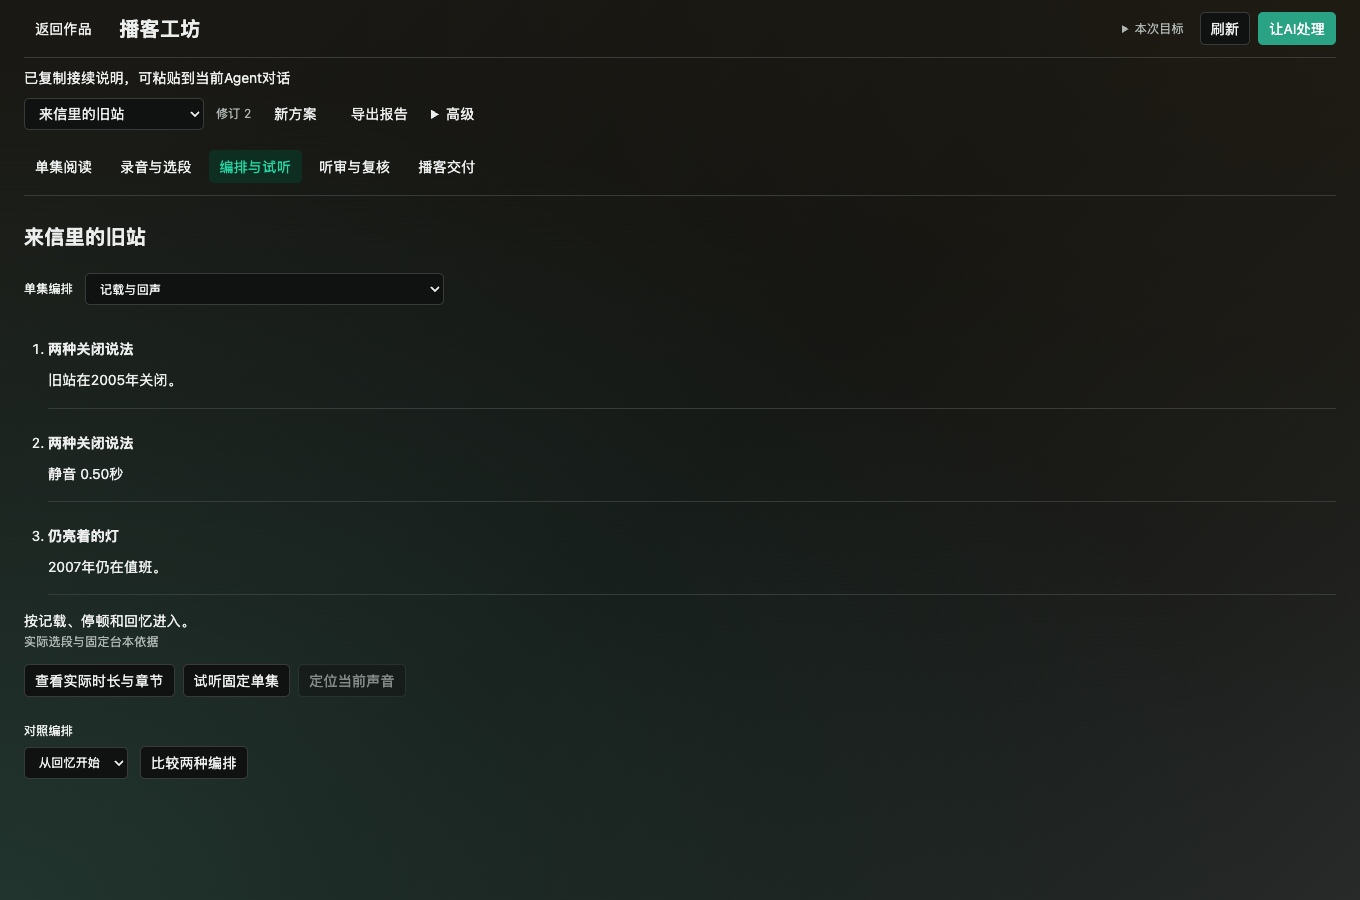 返回作品 播客工坊 ▶ 本次目标 刷新 让AI处理
已复制接续说明，可粘贴到当前Agent对话
来信里的旧站 修订 2 新方案 导出报告 ▶ 高级
单集阅读 录音与选段 编排与试听 听审与复核 播客交付
来信里的旧站
单集编排 记载与回声
1. 两种关闭说法
旧站在2005年关闭。
2. 两种关闭说法
静音 0.50秒
3. 仍亮着的灯
2007年仍在值班。
按记载、停顿和回忆进入。
实际选段与固定台本依据
查看实际时长与章节 试听固定单集 定位当前声音
对照编排
从回忆开始 比较两种编排